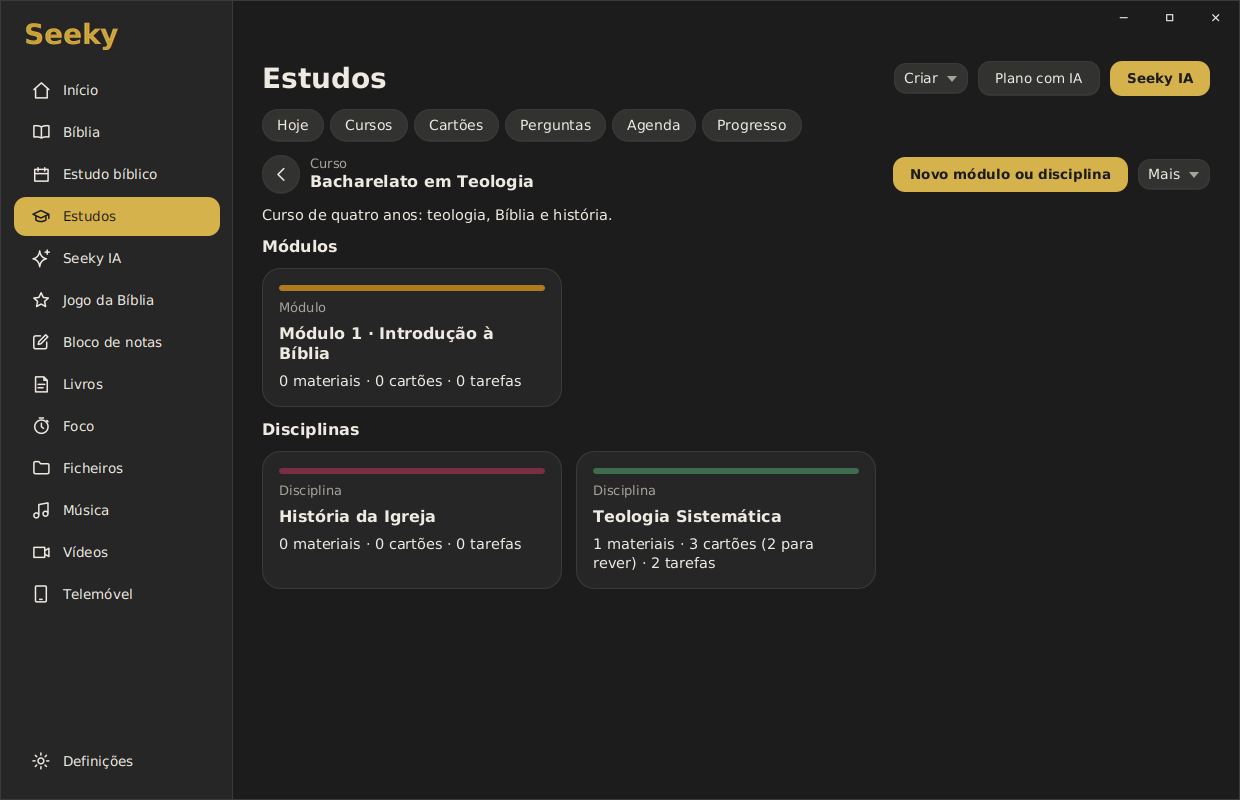 Seeky
Início
Bíblia
Estudo bíblico
Estudos
Seeky IA
Jogo da Bíblia
Bloco de notas
Livros
Foco
Ficheiros
Música
Vídeos
Telemóvel
Definições
Estudos
Criar
Plano com IA
Seeky IA
Hoje
Cursos
Cartões
Perguntas
Agenda
Progresso
Curso
Bacharelato em Teologia
Novo módulo ou disciplina
Mais
Curso de quatro anos: teologia, Bíblia e história.
Módulos
Módulo
Módulo 1 · Introdução à
Bíblia
0 materiais · 0 cartões · 0 tarefas
Disciplinas
Disciplina
História da Igreja
0 materiais · 0 cartões · 0 tarefas
Disciplina
Teologia Sistemática
1 materiais · 3 cartões (2 para
rever) · 2 tarefas